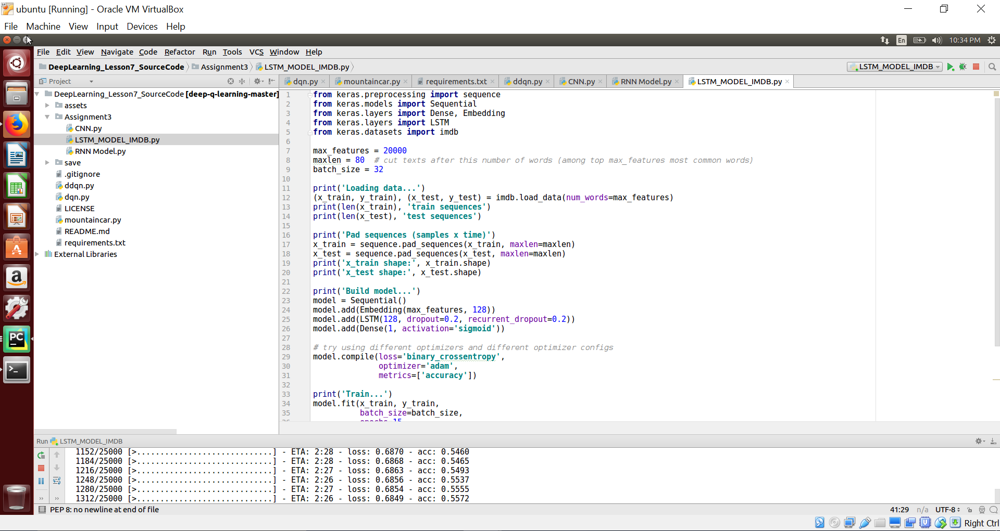 ubuntu [Running] - Oracle VM VirtualBox
File Machine View Input Devices Help
En 10:34 PM
File Edit View Navigate Code Refactor Run Tools VCS Window Help
DeepLearning_Lesson7_SourceCode Assignment3 LSTM_MODEL_IMDB.py LSTM_MODEL_IMDB
Project dqn.py mountaincar.py requirements.txt ddqn.py CNN.py RNN Model.py LSTM_MODEL_IMDB.py
DeepLearning_Lesson7_SourceCode [deep-q-learning-master]
assets
Assignment3
CNN.py
LSTM_MODEL_IMDB.py
RNN Model.py
save
.gitignore
ddqn.py
dqn.py
LICENSE
mountaincar.py
README.md
requirements.txt
External Libraries
1 from keras.preprocessing import sequence
2 from keras.models import Sequential
3 from keras.layers import Dense, Embedding
4 from keras.layers import LSTM
5 from keras.datasets import imdb
6
7 max_features = 20000
8 maxlen = 80 # cut texts after this number of words (among top max_features most common words)
9 batch_size = 32
10
11 print('Loading data...')
12 (x_train, y_train), (x_test, y_test) = imdb.load_data(num_words=max_features)
13 print(len(x_train), 'train sequences')
14 print(len(x_test), 'test sequences')
15
16 print('Pad sequences (samples x time)')
17 x_train = sequence.pad_sequences(x_train, maxlen=maxlen)
18 x_test = sequence.pad_sequences(x_test, maxlen=maxlen)
19 print('x_train shape:', x_train.shape)
20 print('x_test shape:', x_test.shape)
21
22 print('Build model...')
23 model = Sequential()
24 model.add(Embedding(max_features, 128))
25 model.add(LSTM(128, dropout=0.2, recurrent_dropout=0.2))
26 model.add(Dense(1, activation='sigmoid'))
27
28 # try using different optimizers and different optimizer configs
29 model.compile(loss='binary_crossentropy',
30 optimizer='adam',
31 metrics=['accuracy'])
32
33 print('Train...')
34 model.fit(x_train, y_train,
35 batch_size=batch_size,
Run LSTM_MODEL_IMDB
1152/25000 [>.............................] - ETA: 2:28 - loss: 0.6870 - acc: 0.5460
1184/25000 [>.............................] - ETA: 2:28 - loss: 0.6868 - acc: 0.5465
1216/25000 [>.............................] - ETA: 2:27 - loss: 0.6863 - acc: 0.5493
1248/25000 [>.............................] - ETA: 2:26 - loss: 0.6856 - acc: 0.5537
1280/25000 [>.............................] - ETA: 2:27 - loss: 0.6854 - acc: 0.5555
1312/25000 [>.............................] - ETA: 2:26 - loss: 0.6849 - acc: 0.5572
PEP 8: no newline at end of file 41:29 n/a UTF-8
Right Ctrl
PC
a